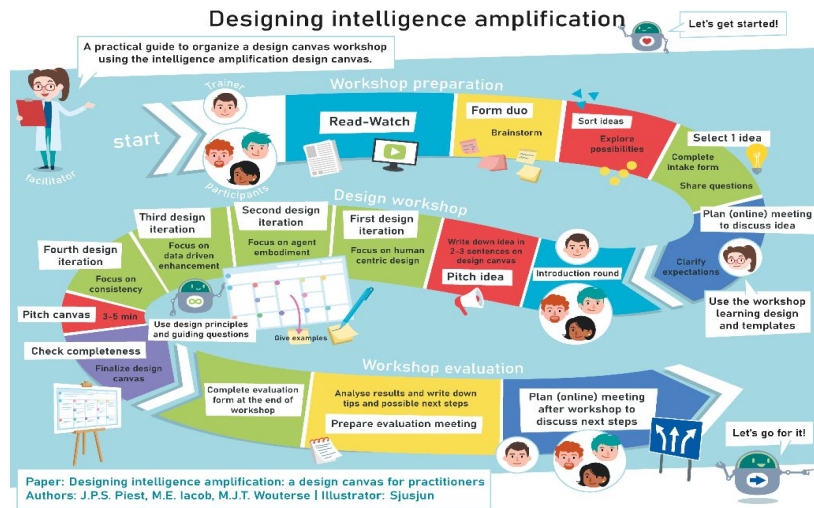 Designing intelligence amplification
Let's get started!
A practical guide to organize a design canvas workshop
using the intelligence amplification design canvas.
facilitator
Workshop preparation
start
Trainer
participants
Read-Watch
Form duo
Brainstorm
Sort ideas
Explore
possibilities
Select 1 idea
Complete
intake form
Share questions
Plan (online) meeting
to discuss idea
Clarify
expectations
Use the workshop
learning design
and templates
Design workshop
Introduction round
Write down idea in
2-3 sentences on
design canvas
Pitch idea
First design
iteration
Focus on human
centric design
Second design
iteration
Focus on agent
embodiment
Third design
iteration
Focus on
data driven
enhancement
Fourth design
iteration
Focus on
consistency
Use design principles
and guiding questions
Give examples
Pitch canvas
3-5 min
Check completeness
Finalize design
canvas
Workshop evaluation
Complete evaluation
form at the end of
workshop
Analyse results and write down
tips and possible next steps
Prepare evaluation meeting
Plan (online) meeting
after workshop to
discuss next steps
Let's go for it!
Paper: Designing intelligence amplification: a design canvas for practitioners
Authors: J.P.S. Piest, M.E. Iacob, M.J.T. Wouterse | Illustrator: Sjusjun